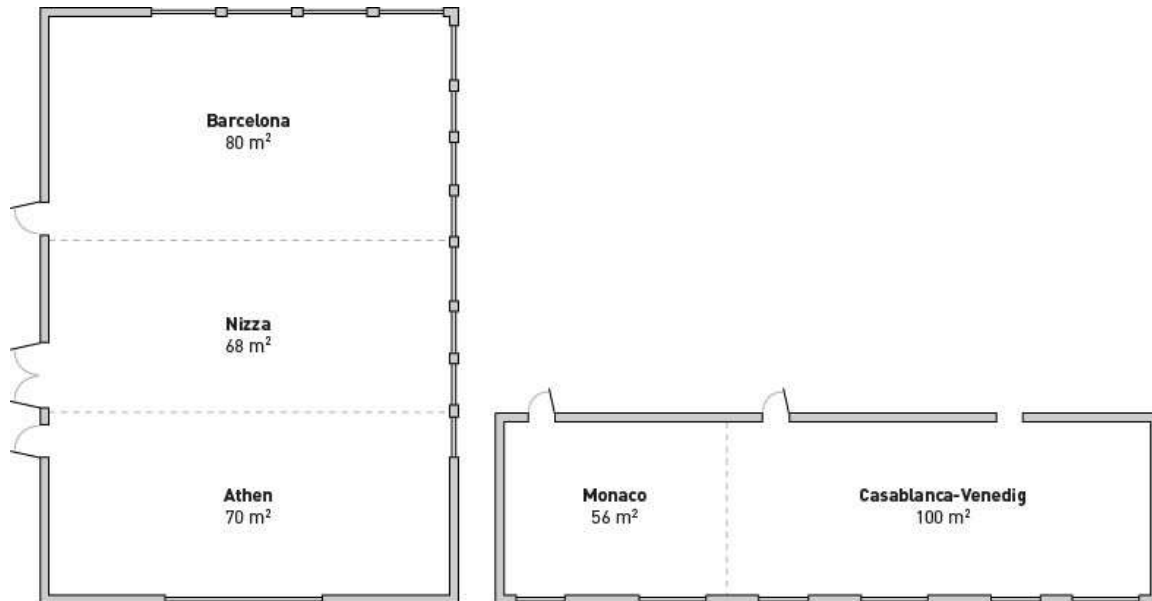 Barcelona
80 m²
Nizza
68 m²
Athen
70 m²
Monaco
56 m²
Casablanca-Venedig
100 m²